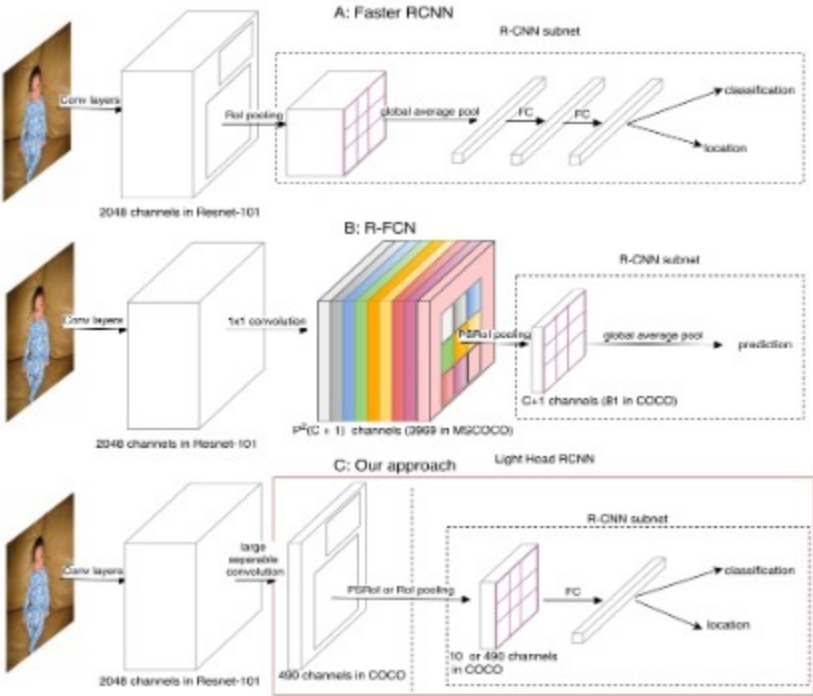 A: Faster RCNN
R-CNN subnet
Conv layers
RoI pooling
global average pool
FC
FC
classification
location
2048 channels in Resnet-101
B: R-FCN
R-CNN subnet
Conv layers
1x1 convolution
PSRoI pooling
global average pool
prediction
C+1 channels (81 in COCO)
2048 channels in Resnet-101
P²(C + 1) channels (3969 in MSCOCO)
C: Our approach
Light Head RCNN
R-CNN subnet
Conv layers
large
seperable
convolution
PSRoI or RoI pooling
FC
classification
location
10 or 490 channels
in COCO
2048 channels in Resnet-101
490 channels in COCO